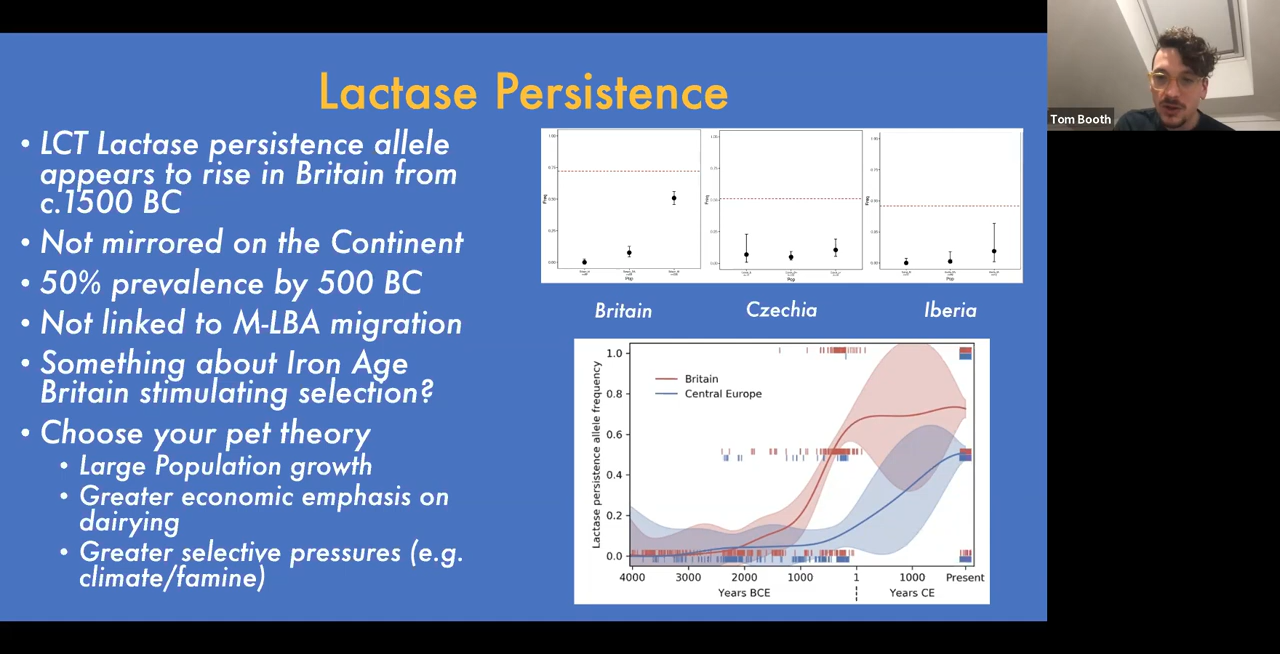 Lactase Persistence
• LCT Lactase persistence allele
appears to rise in Britain from
c.1500 BC
• Not mirrored on the Continent
• 50% prevalence by 500 BC
• Not linked to M-LBA migration
• Something about Iron Age
Britain stimulating selection?
• Choose your pet theory
• Large Population growth
• Greater economic emphasis on
dairying
• Greater selective pressures (e.g.
climate/famine)
Britain
Czechia
Iberia
Lactase persistence allele frequency
1.0
0.8
0.6
0.4
0.2
0.0
Britain
Central Europe
4000 3000 2000 1000 1 1000 Present
Years BCE Years CE
Tom Booth